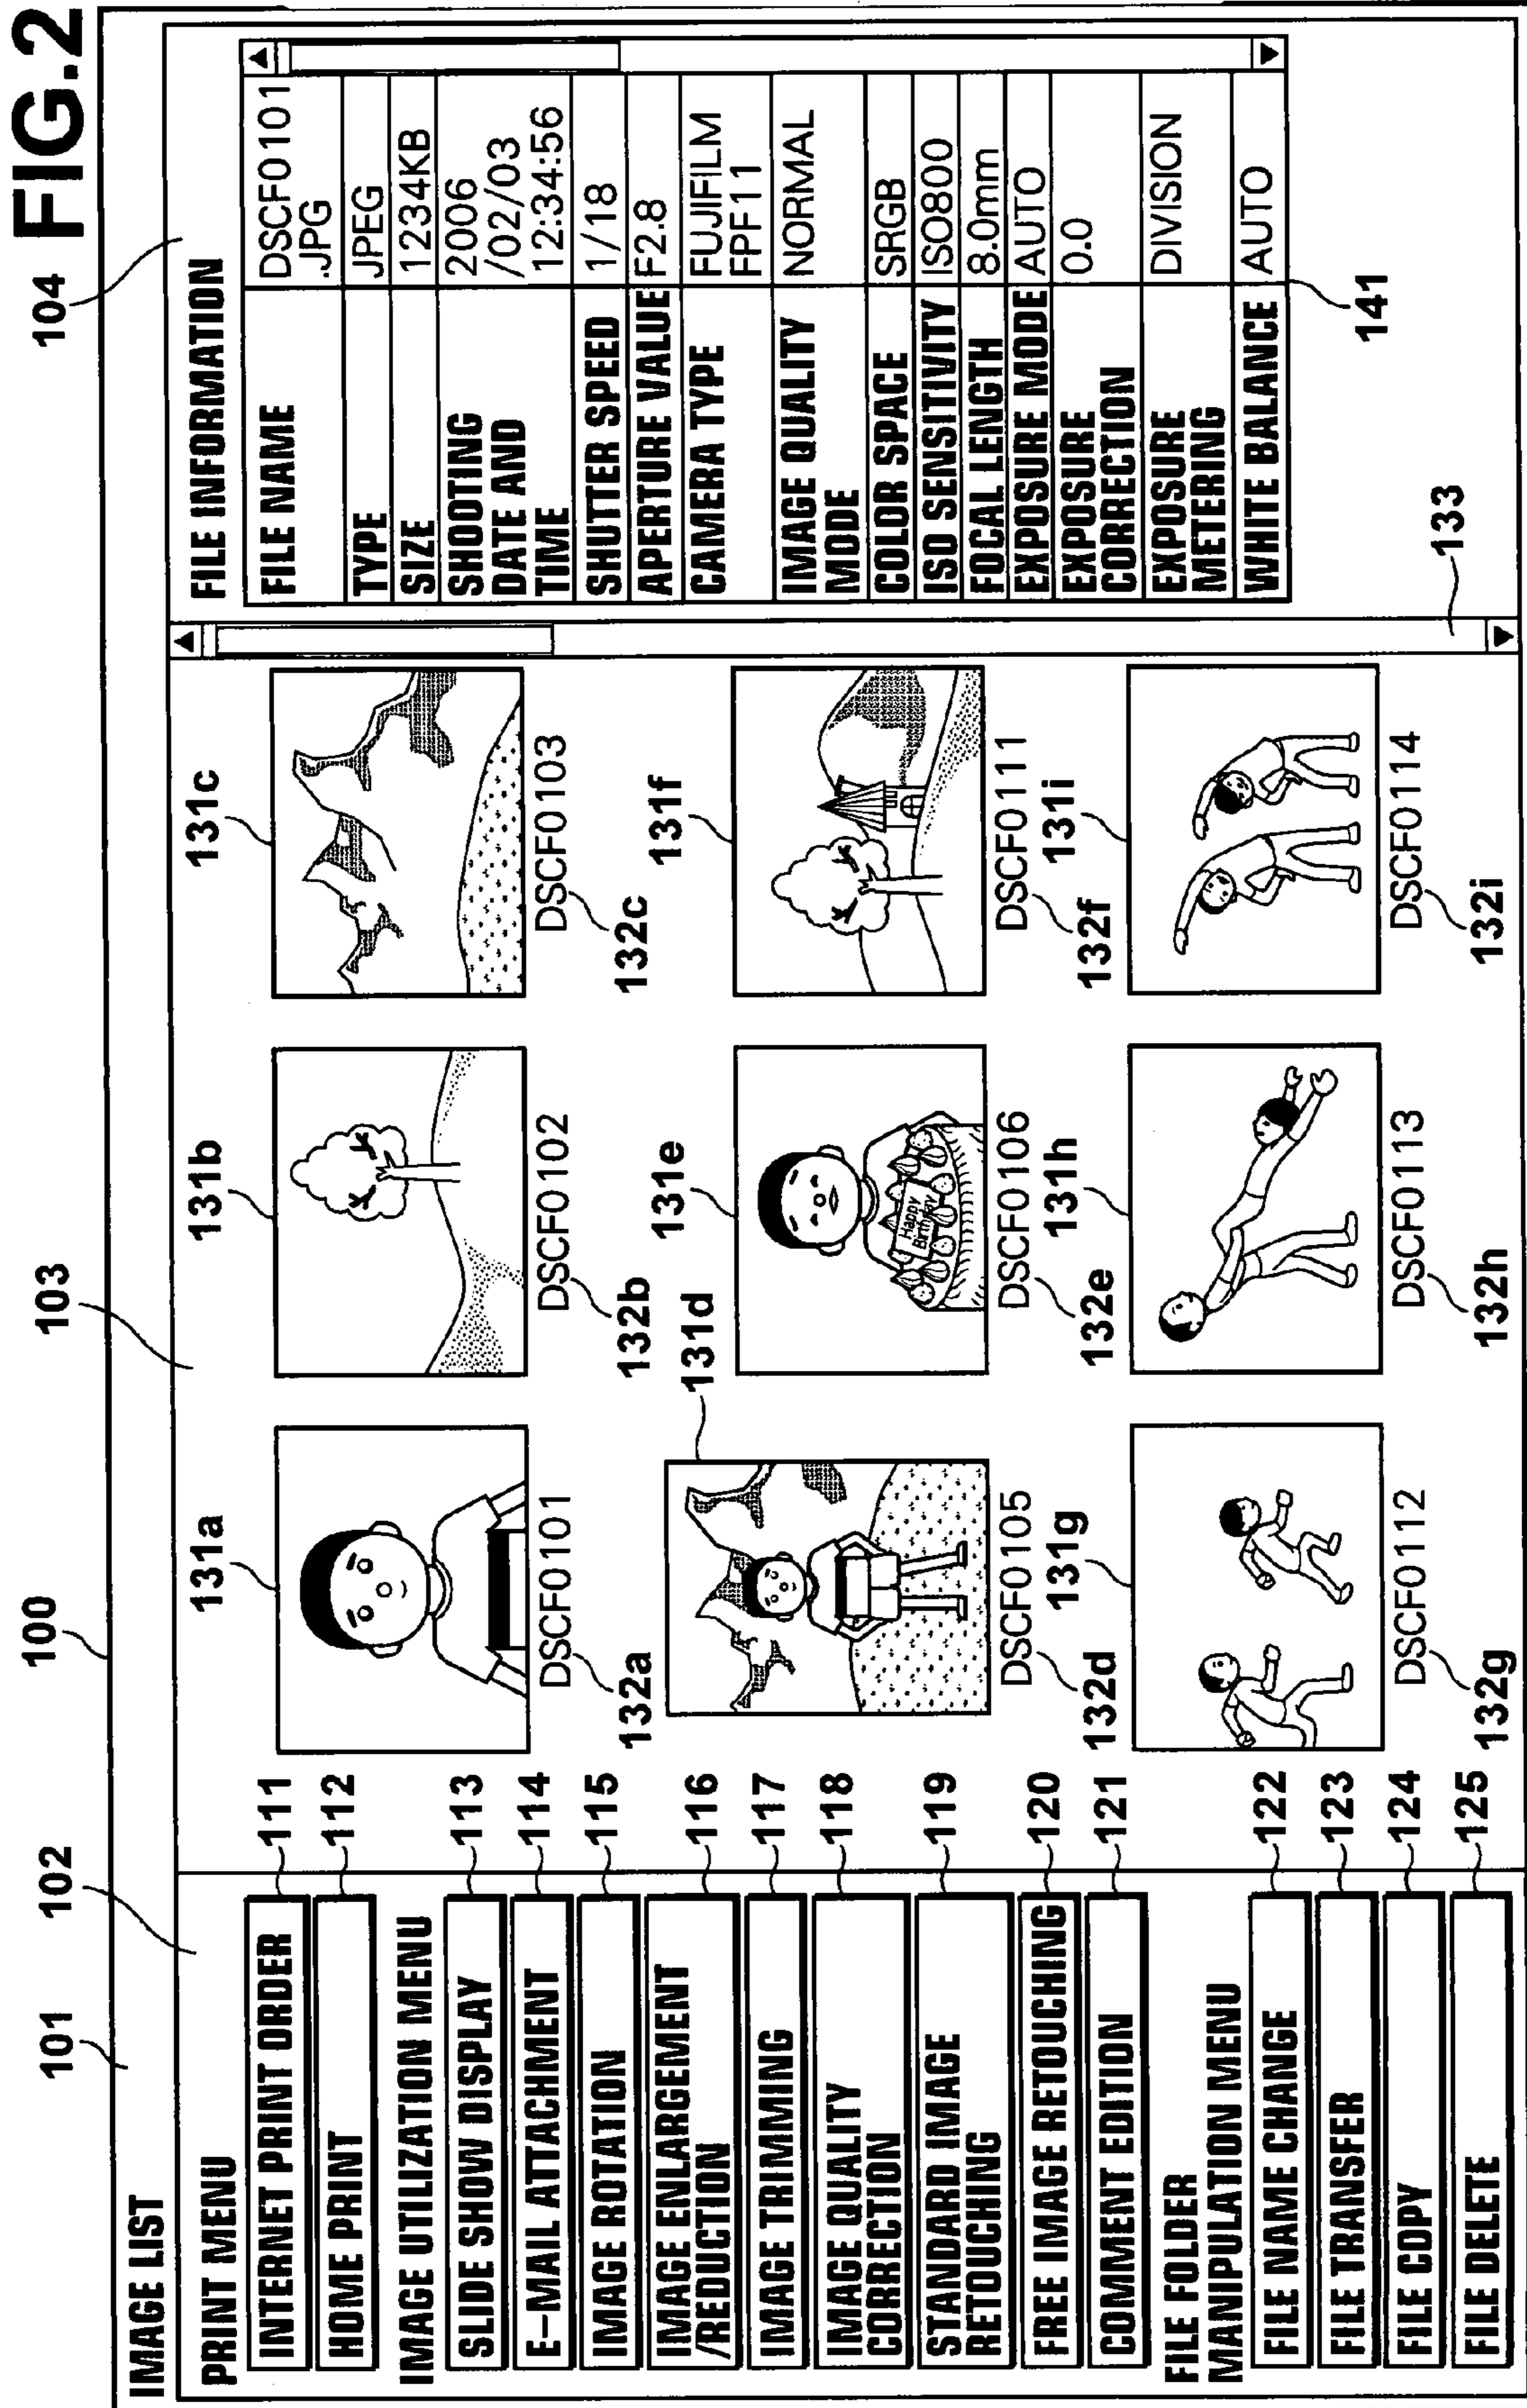 FIG.2
100
101
102
103
104
IMAGE LIST
PRINT MENU
INTERNET PRINT ORDER
111
HOME PRINT
112
IMAGE UTILIZATION MENU
SLIDE SHOW DISPLAY
113
E-MAIL ATTACHMENT
114
IMAGE ROTATION
115
IMAGE ENLARGEMENT
/REDUCTION
116
IMAGE TRIMMING
117
IMAGE QUALITY
CORRECTION
118
STANDARD IMAGE
RETOUCHING
119
FREE IMAGE RETOUCHING
120
COMMENT EDITION
121
FILE FOLDER
MANIPULATION MENU
FILE NAME CHANGE
122
FILE TRANSFER
123
FILE COPY
124
FILE DELETE
125
131a
DSCF0101
132a
131b
DSCF0102
132b
131c
DSCF0103
132c
131d
DSCF0105
132d
131e
Happy
Birthday
DSCF0106
132e
131f
DSCF0111
132f
131g
DSCF0112
132g
131h
DSCF0113
132h
131i
DSCF0114
132i
133
FILE INFORMATION
FILE NAME
DSCF0101
.JPG
TYPE
JPEG
SIZE
1234KB
SHOOTING
DATE AND
TIME
2006
/02/03
12:34:56
SHUTTER SPEED
1/18
APERTURE VALUE
F2.8
CAMERA TYPE
FUJIFILM
FPF11
IMAGE QUALITY
MODE
NORMAL
COLOR SPACE
SRGB
ISO SENSITIVITY
ISO800
FOCAL LENGTH
8.0mm
EXPOSURE MODE
AUTO
EXPOSURE
CORRECTION
0.0
EXPOSURE
METERING
DIVISION
WHITE BALANCE
AUTO
141